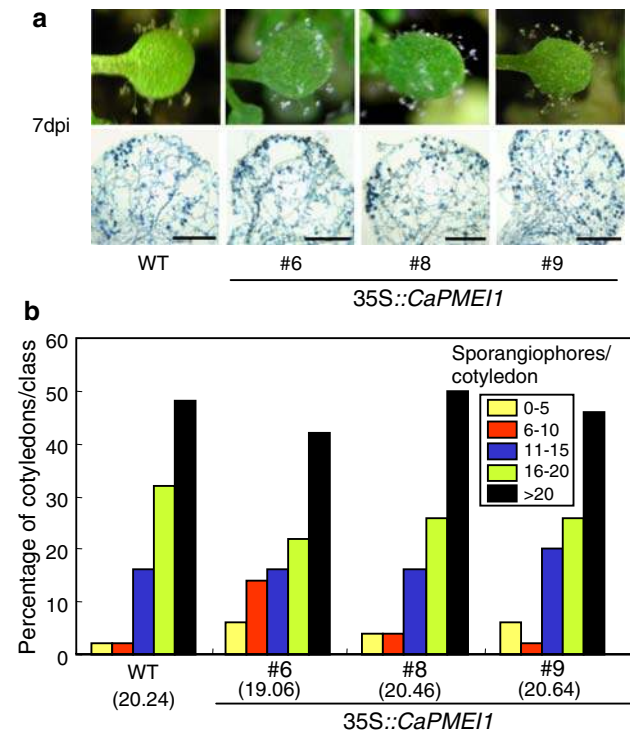 a
7dpi
WT #6 #8 #9
35S::CaPMEI1
b
Percentage of cotyledons/class
60
50
40
30
20
10
0
Sporangiophores/
cotyledon
0-5
6-10
11-15
16-20
>20
WT #6 #8 #9
(20.24) (19.06) (20.46) (20.64)
35S::CaPMEI1